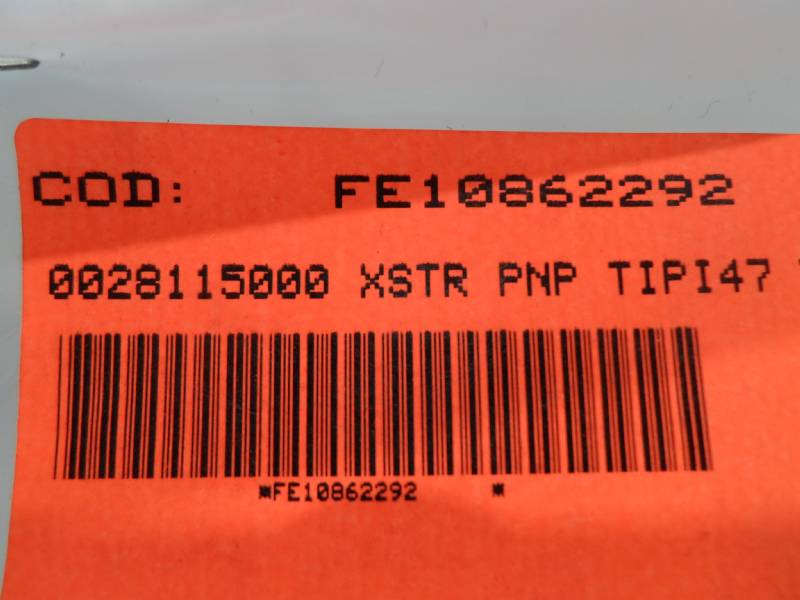 COD: FE10862292
0028115000 XSTR PNP TIPI47
*FE10862292 *